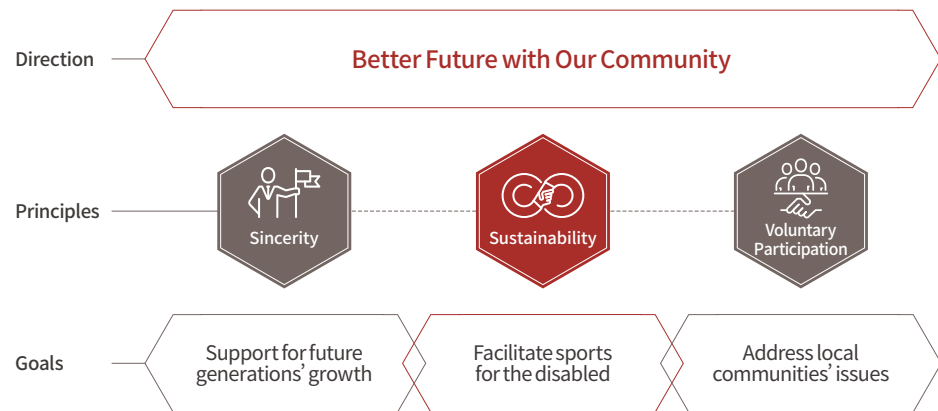 Direction
Better Future with Our Community
Principles
Sincerity
Sustainability
Voluntary
Participation
Goals
Support for future
generations’ growth
Facilitate sports
for the disabled
Address local
communities’ issues